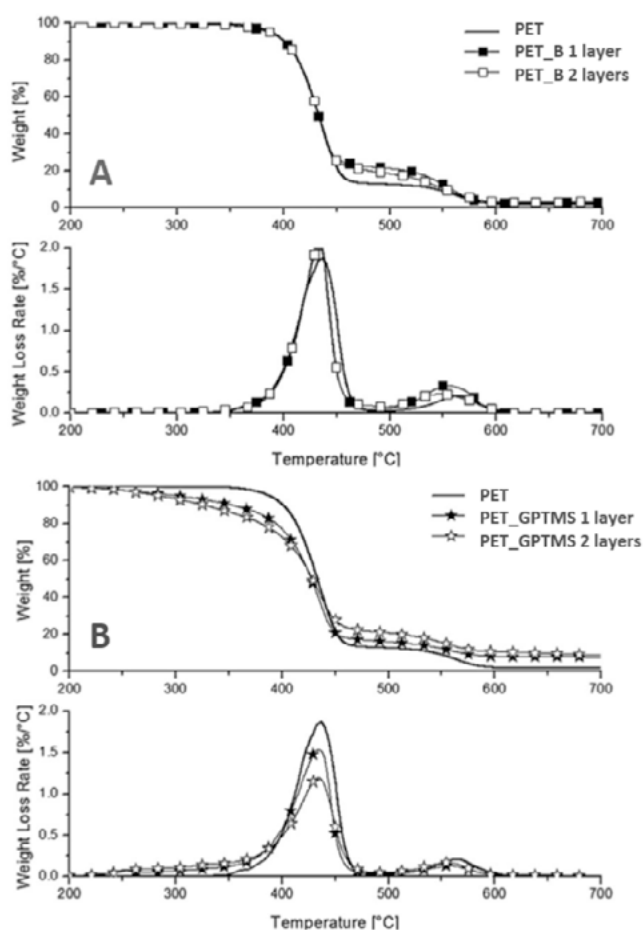 100
80
60
40
20
0
Weight [%]
A
PET
PET_B 1 layer
PET_B 2 layers
200 300 400 500 600 700
2.0
1.5
1.0
0.5
0.0
Weight Loss Rate [%/°C]
200 300 400 500 600 700
Temperature [°C]
100
80
60
40
20
0
Weight [%]
B
PET
PET_GPTMS 1 layer
PET_GPTMS 2 layers
200 300 400 500 600 700
2.0
1.5
1.0
0.5
0.0
Weight Loss Rate [%/°C]
200 300 400 500 600 700
Temperature [°C]